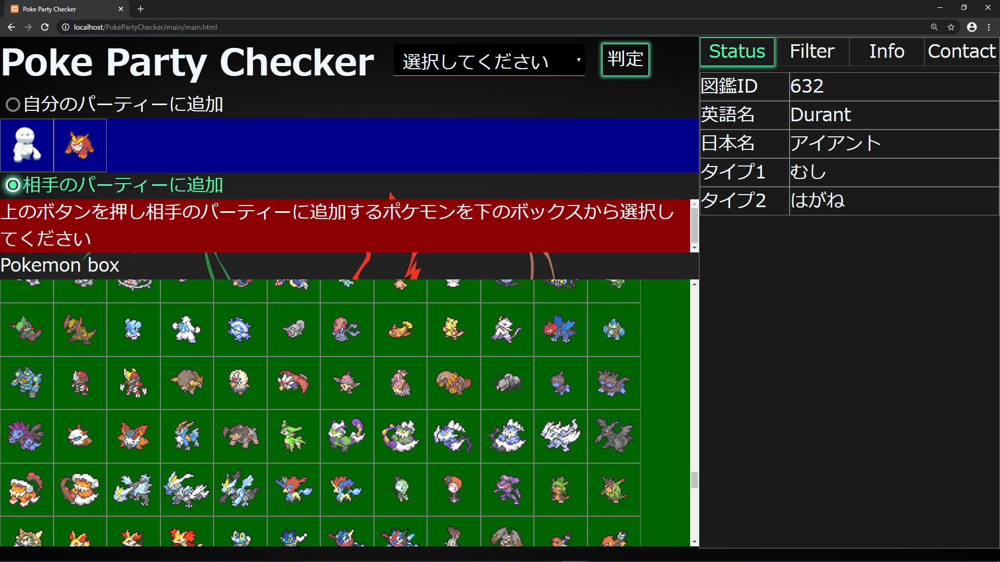 Poke Party Checker
localhost/PokePartyChecker/main/main.html
Poke Party Checker
選択してください
判定
自分のパーティーに追加
相手のパーティーに追加
上のボタンを押し相手のパーティーに追加するポケモンを下のボックスから選択し
てください
Pokemon box
Status
Filter
Info
Contact
図鑑ID 632
英語名 Durant
日本名 アイアント
タイプ1 むし
タイプ2 はがね